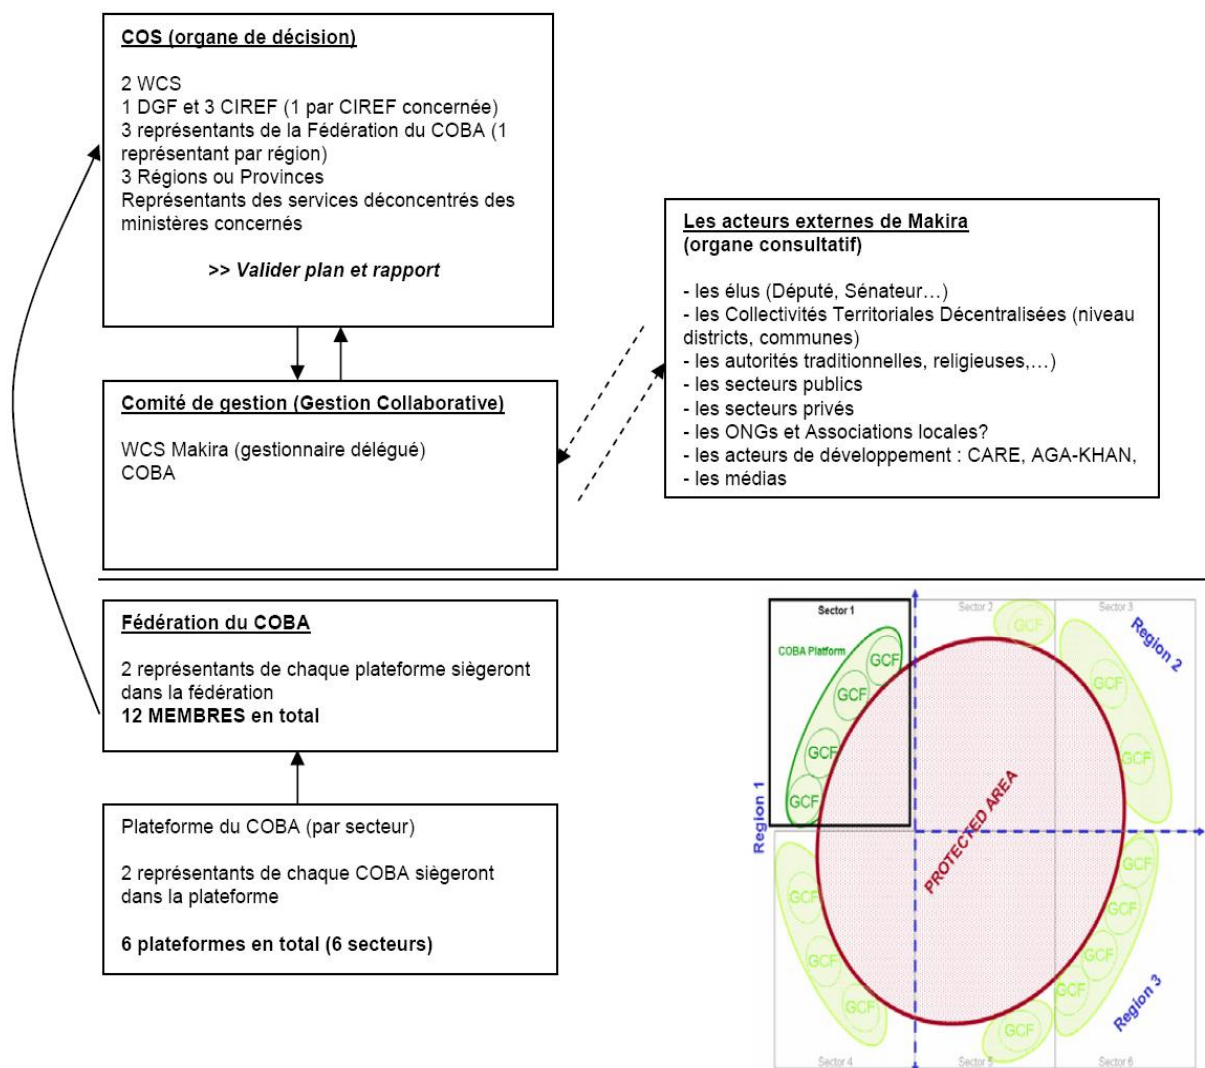 COS (organe de décision)
2 WCS
1 DGF et 3 CIREF (1 par CIREF concernée)
3 représentants de la Fédération du COBA (1
représentant par région)
3 Régions ou Provinces
Représentants des services déconcentrés des
ministères concernés
>> Valider plan et rapport
Les acteurs externes de Makira
(organe consultatif)
- les élus (Député, Sénateur…)
- les Collectivités Territoriales Décentralisées (niveau
districts, communes)
- les autorités traditionnelles, religieuses,…)
- les secteurs publics
- les secteurs privés
- les ONGs et Associations locales?
- les acteurs de développement : CARE, AGA-KHAN,
- les médias
Comité de gestion (Gestion Collaborative)
WCS Makira (gestionnaire délégué)
COBA
Fédération du COBA
2 représentants de chaque plateforme siègeront
dans la fédération
12 MEMBRES en total
Plateforme du COBA (par secteur)
2 représentants de chaque COBA siègeront
dans la plateforme
6 plateformes en total (6 secteurs)
Sector 1
Sector 2
Sector 3
COBA Platform
GCF
GCF
GCF
GCF
GCF
GCF
GCF
Region 1
Region 2
PROTECTED AREA
GCF
GCF
GCF
GCF
GCF
GCF
GCF
GCF
Region 3
Sector 4
Sector 5
Sector 6